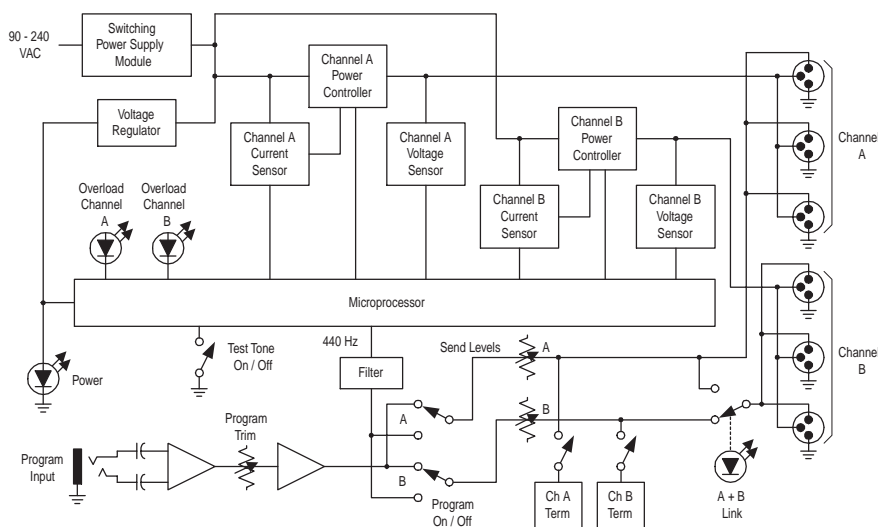 90 - 240
VAC
Switching
Power Supply
Module
Voltage
Regulator
Channel A
Power
Controller
Channel A
Current
Sensor
Channel A
Voltage
Sensor
Channel B
Power
Controller
Channel B
Current
Sensor
Channel B
Voltage
Sensor
Channel
A
Overload
Channel
A
Overload
Channel
B
Microprocessor
Channel
B
Power
Test Tone
On / Off
440 Hz
Filter
Send Levels
A
B
A
B
Program
Input
Program
Trim
Program
On / Off
Ch A
Term
Ch B
Term
A + B
Link